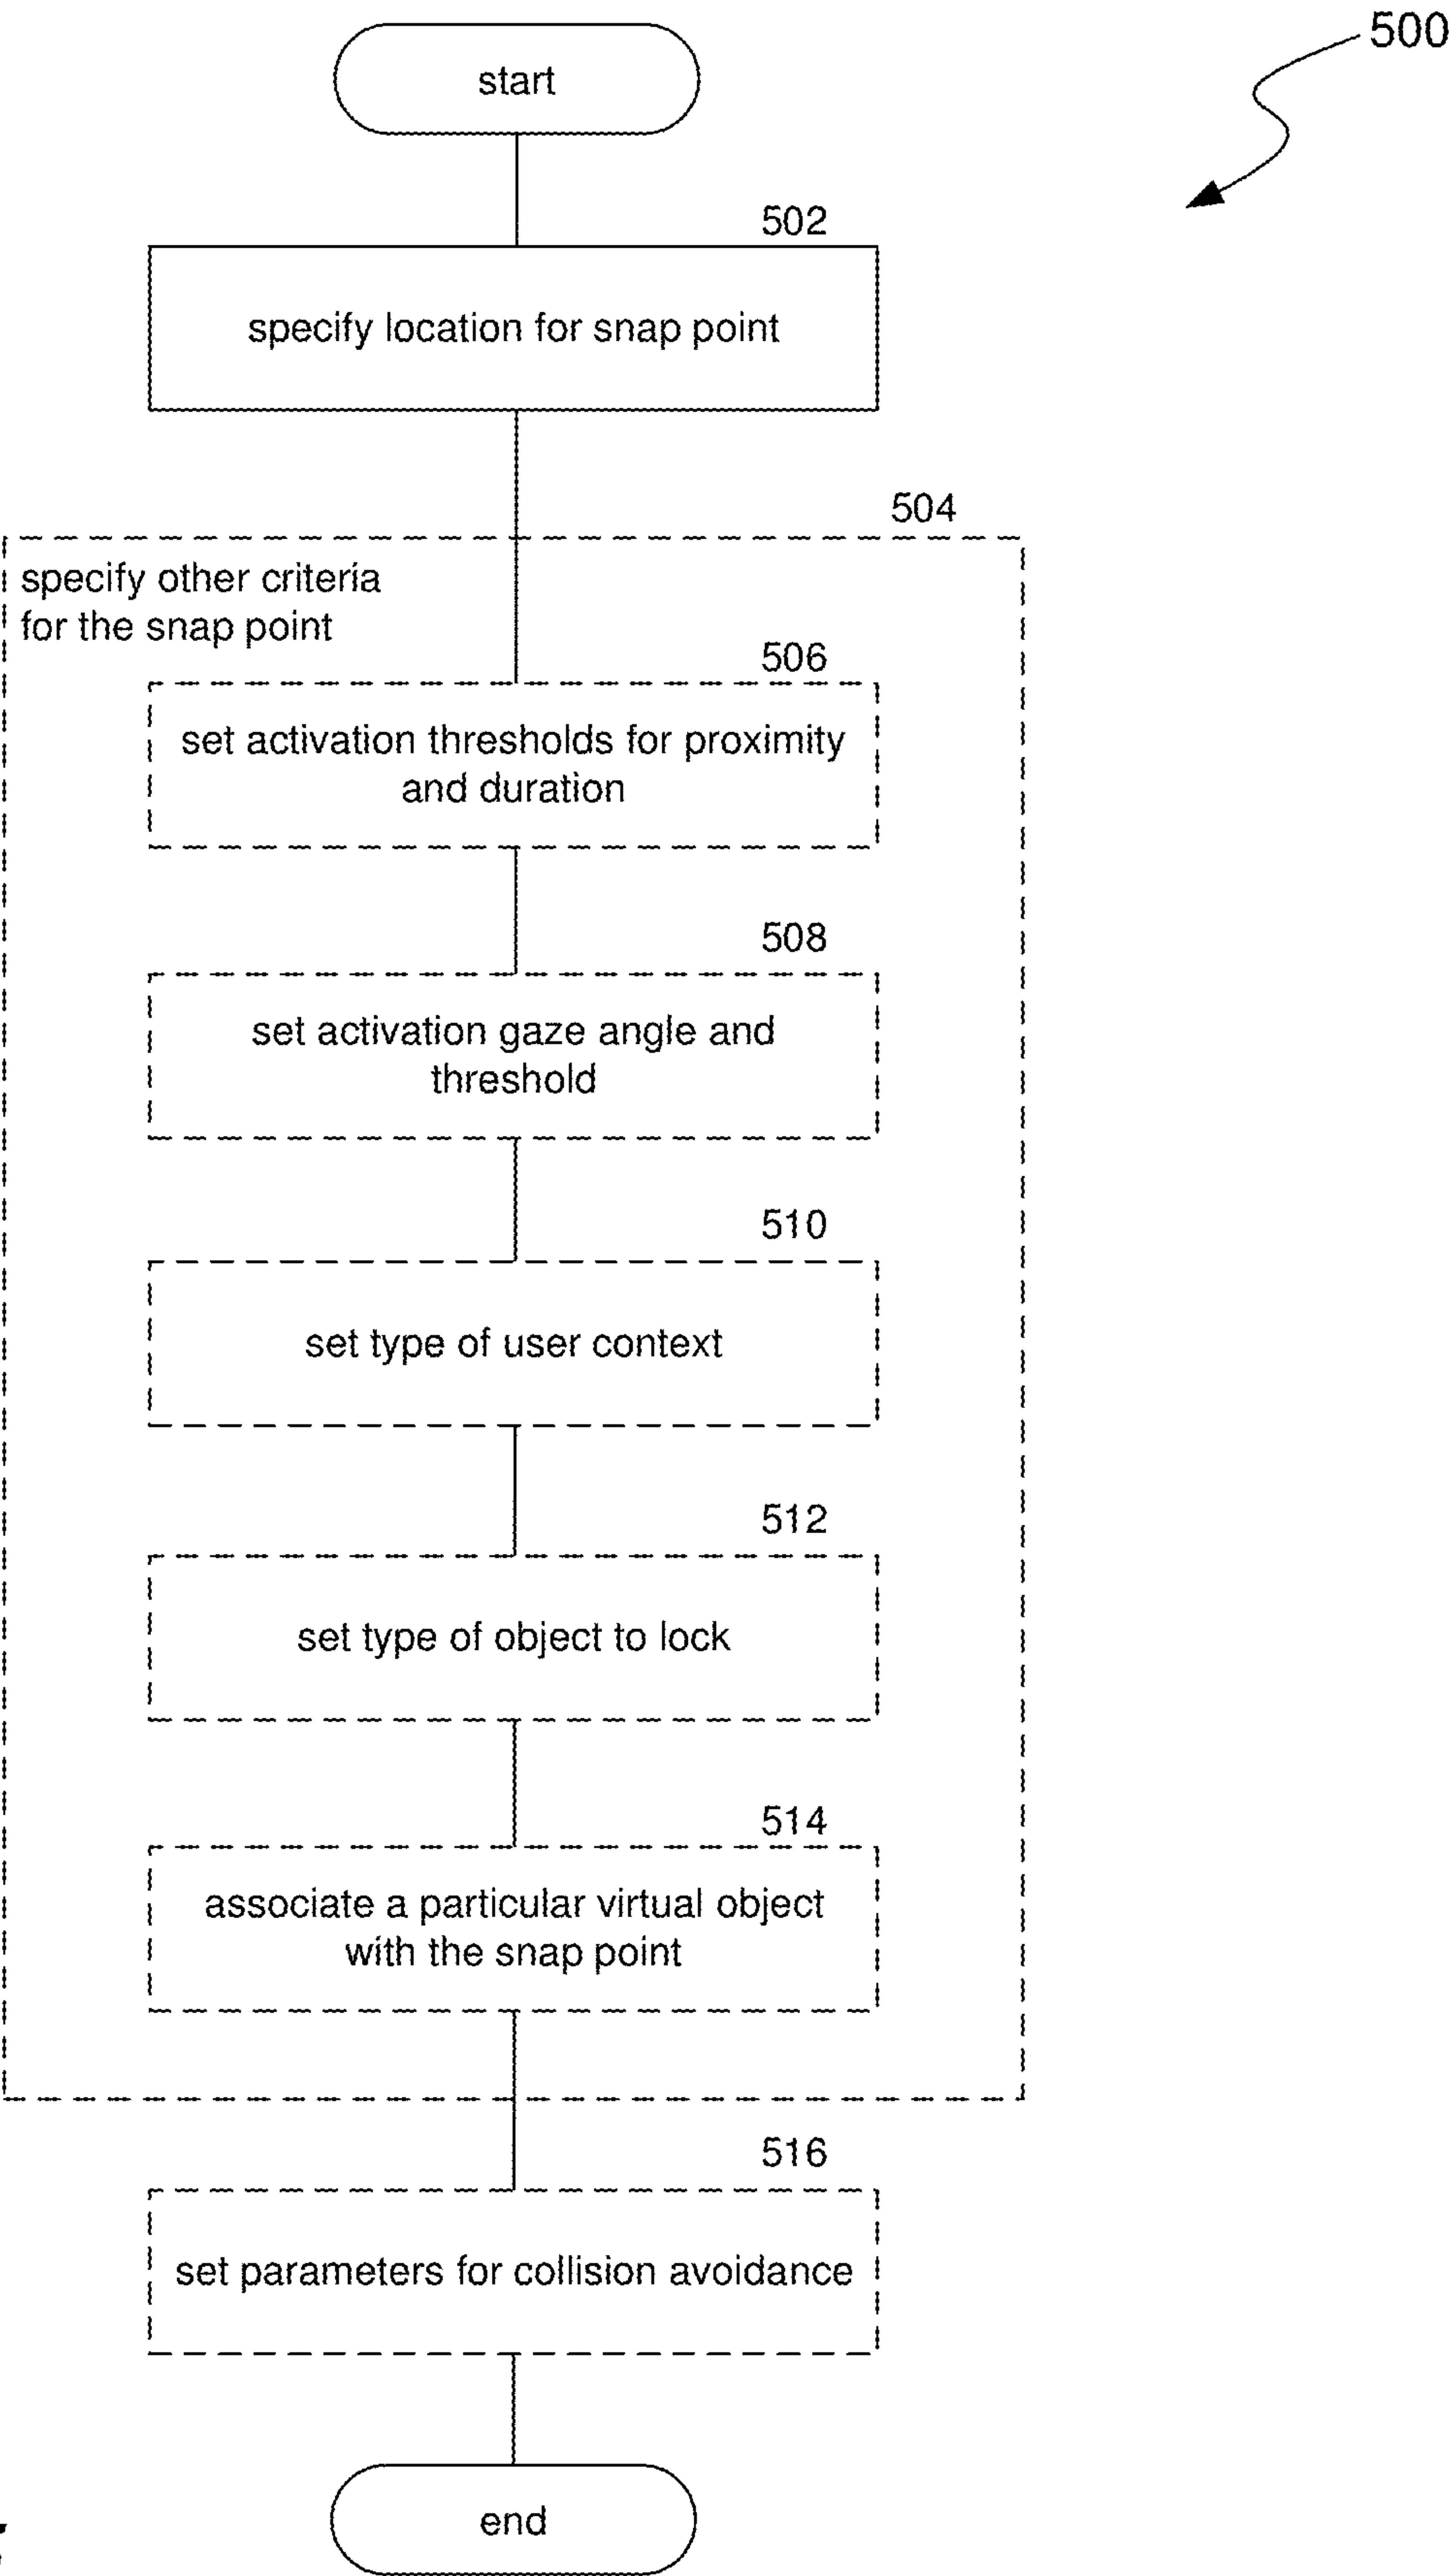 500
start
502
specify location for snap point
504
specify other criteria
for the snap point
506
set activation thresholds for proximity
and duration
508
set activation gaze angle and
threshold
510
set type of user context
512
set type of object to lock
514
associate a particular virtual object
with the snap point
516
set parameters for collision avoidance
end